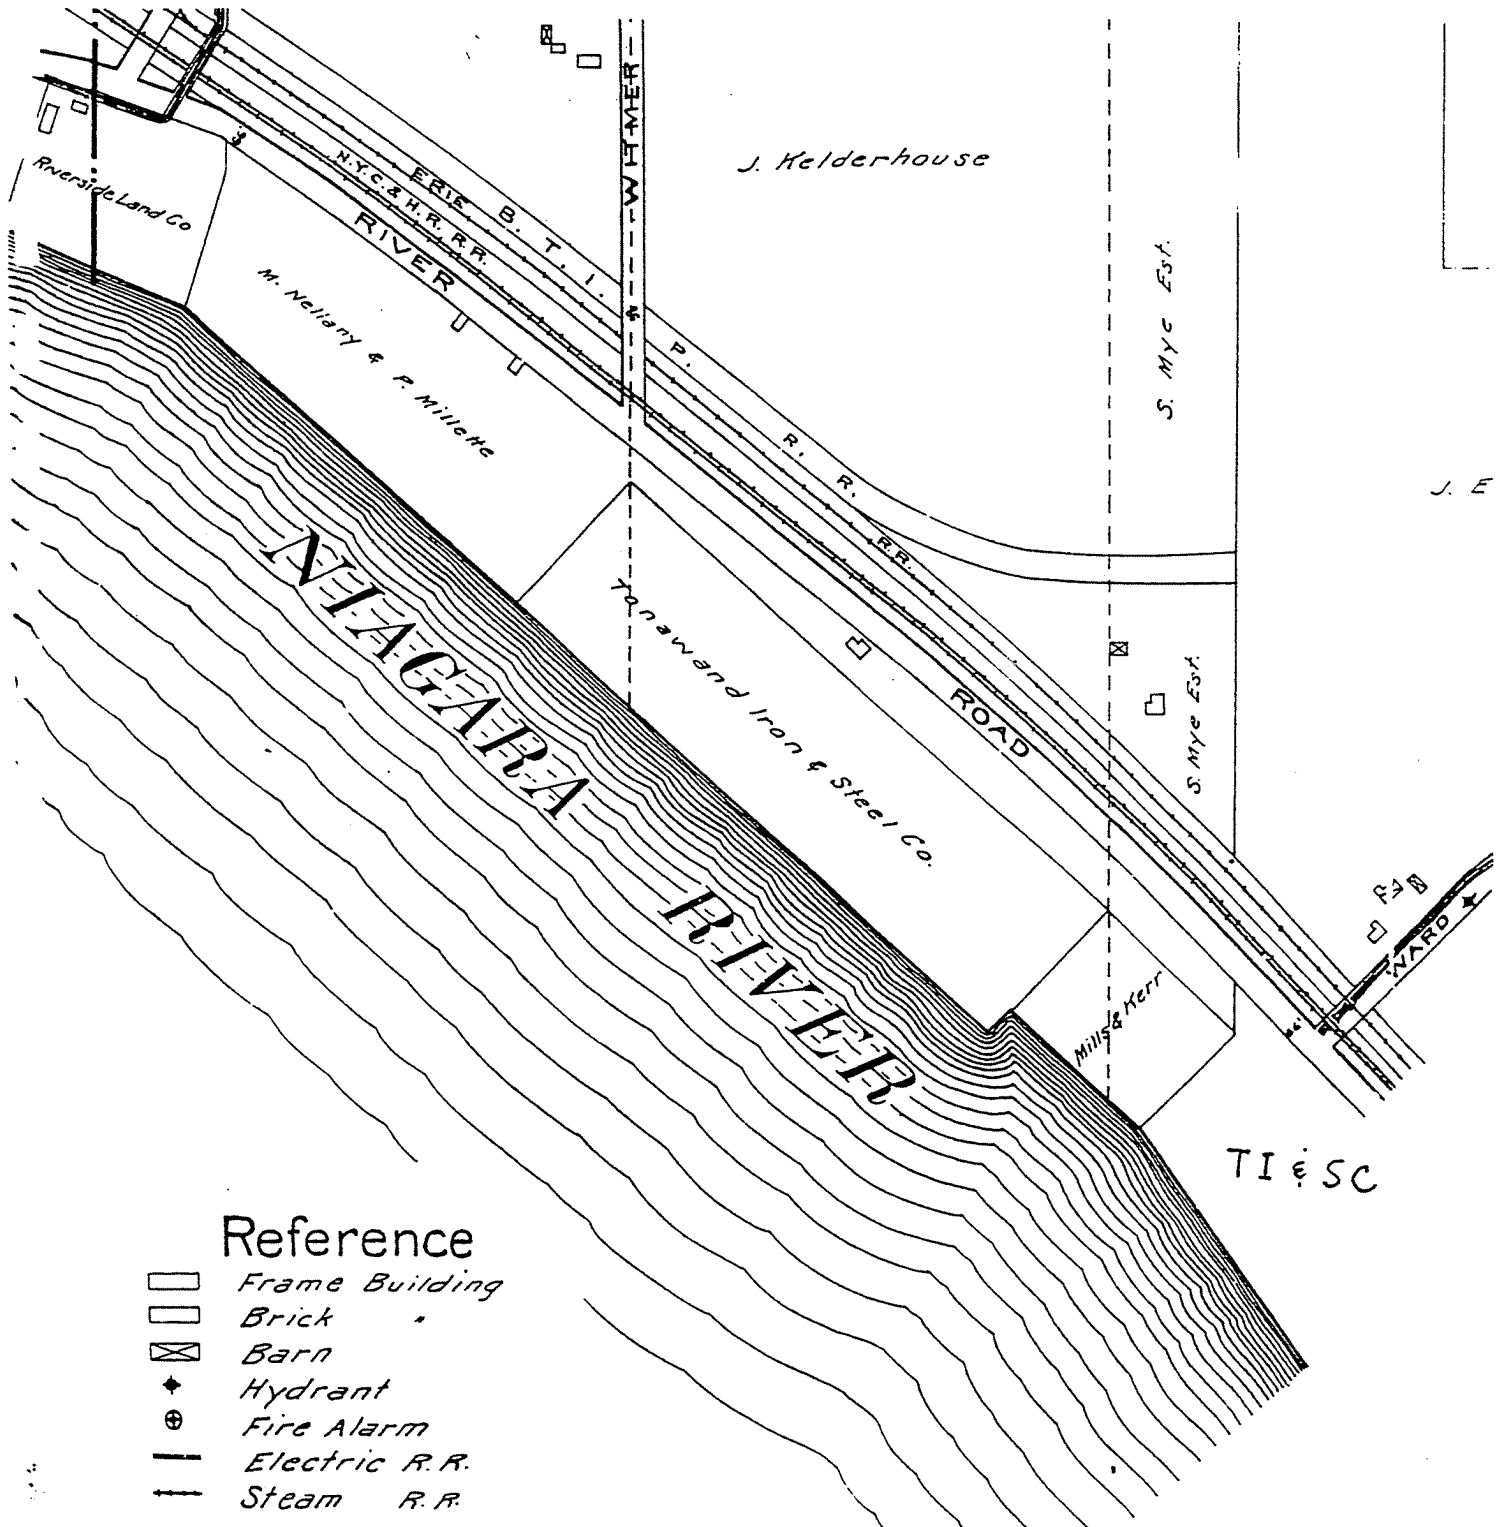 WITMER
J. Kelderhouse
Riverside Land Co
N.Y.C. & H.R. R.R.
ERIE
B. T. I. P. R. R.
RIVER
M. Nellany & P. Millette
S. Mye Est.
J. E
R.R.
NIAGARA
Tonawand Iron & Steel Co.
ROAD
S. Mye Est.
WARD
RIVER
Mills & Kerr
TI & SC
Reference
Frame Building
Brick "
Barn
Hydrant
Fire Alarm
Electric R.R.
Steam R.R.